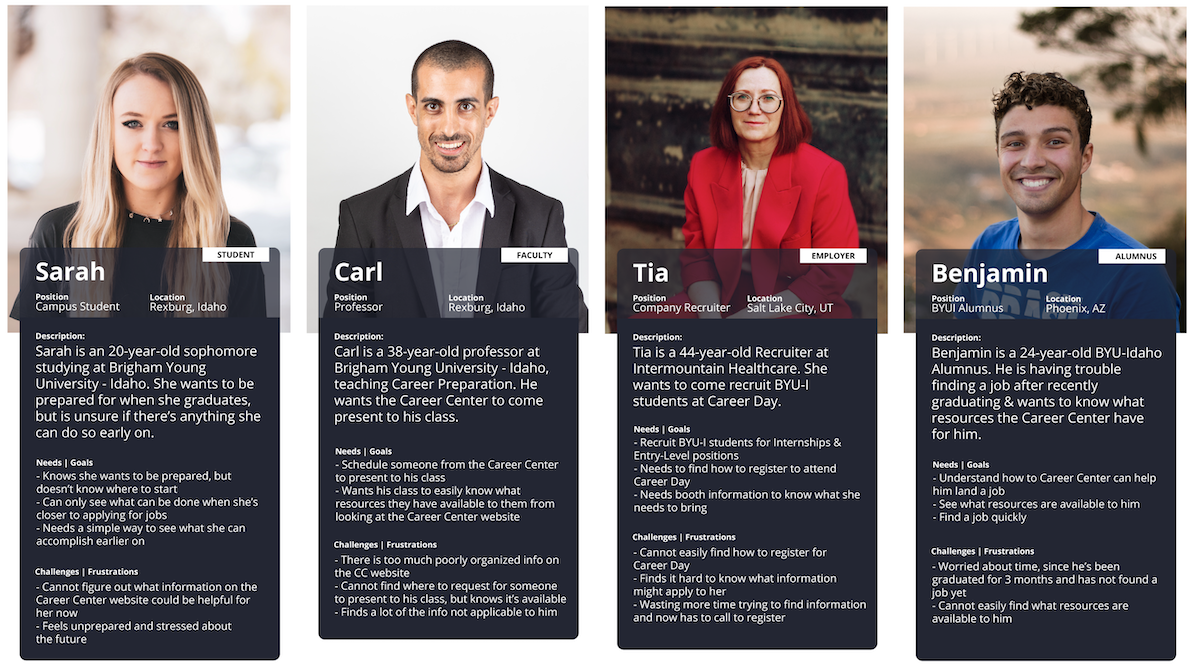 STUDENT
Sarah
Position
Campus Student
Location
Rexburg, Idaho
Description:
Sarah is an 20-year-old sophomore
studying at Brigham Young
University - Idaho. She wants to be
prepared for when she graduates,
but is unsure if there's anything she
can do so early on.
Needs | Goals
- Knows she wants to be prepared, but
doesn't know where to start
- Can only see what can be done when she's
closer to applying for jobs
- Needs a simple way to see what she can
accomplish earlier on
Challenges | Frustrations
- Cannot figure out what information on the
Career Center website could be helpful for
her now
- Feels unprepared and stressed about
the future
FACULTY
Carl
Position
Professor
Location
Rexburg, Idaho
Description:
Carl is a 38-year-old professor at
Brigham Young University - Idaho,
teaching Career Preparation. He
wants the Career Center to come
present to his class.
Needs | Goals
- Schedule someone from the Career Center
to present to his class
- Wants his class to easily know what
resources they have available to them from
looking at the Career Center website
Challenges | Frustrations
- There is too much poorly organized info on
the CC website
- Cannot find where to request for someone
to present to his class, but knows it's available
- Finds a lot of the info not applicable to him
EMPLOYER
Tia
Position
Company Recruiter
Location
Salt Lake City, UT
Description:
Tia is a 44-year-old Recruiter at
Intermountain Healthcare. She
wants to come recruit BYU-I
students at Career Day.
Needs | Goals
- Recruit BYU-I students for Internships &
Entry-Level positions
- Needs to find how to register to attend
Career Day
- Needs booth information to know what she
needs to bring
Challenges | Frustrations
- Cannot easily find how to register for
Career Day
- Finds it hard to know what information
might apply to her
- Wasting more time trying to find information
and now has to call to register
ALUMNUS
Benjamin
Position
BYUI Alumnus
Location
Phoenix, AZ
Description:
Benjamin is a 24-year-old BYU-Idaho
Alumnus. He is having trouble
finding a job after recently
graduating & wants to know what
resources the Career Center have
for him.
Needs | Goals
- Understand how to Career Center can help
him land a job
- See what resources are available to him
- Find a job quickly
Challenges | Frustrations
- Worried about time, since he's been
graduated for 3 months and has not found a
job yet
- Cannot easily find what resources are
available to him